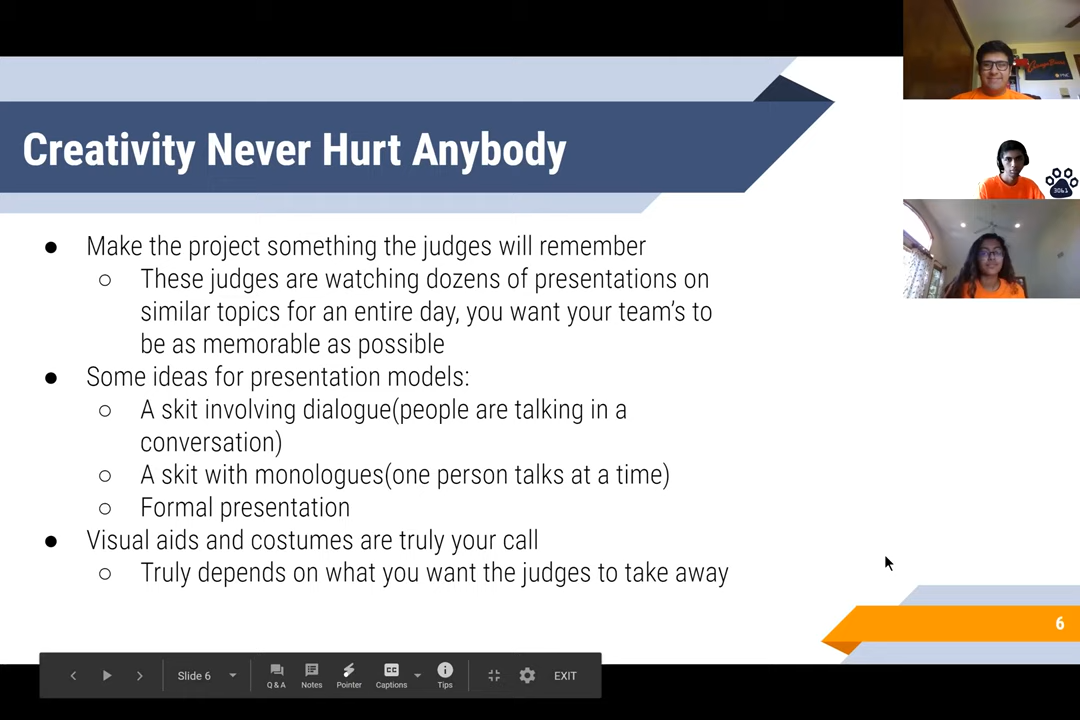 Creativity Never Hurt Anybody
● Make the project something the judges will remember
○ These judges are watching dozens of presentations on
similar topics for an entire day, you want your team's to
be as memorable as possible
● Some ideas for presentation models:
○ A skit involving dialogue(people are talking in a
conversation)
○ A skit with monologues(one person talks at a time)
○ Formal presentation
● Visual aids and costumes are truly your call
○ Truly depends on what you want the judges to take away
6
3061
Slide 6
Q & A
Notes
Pointer
Captions
Tips
EXIT